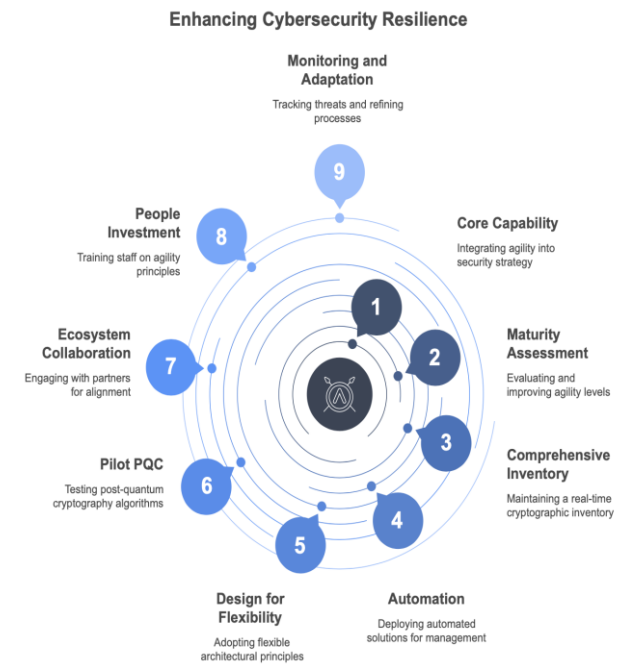 Enhancing Cybersecurity Resilience
Monitoring and
Adaptation
Tracking threats and refining
processes
9
People
Investment
Training staff on agility
principles
8
Core Capability
Integrating agility into
security strategy
1
Ecosystem
Collaboration
Engaging with partners
for alignment
7
2
Maturity
Assessment
Evaluating and
improving agility levels
Pilot PQC
Testing post-quantum
cryptography algorithms
6
3
Comprehensive
Inventory
Maintaining a real-time
cryptographic inventory
5
4
Design for
Flexibility
Adopting flexible
architectural principles
Automation
Deploying automated
solutions for management